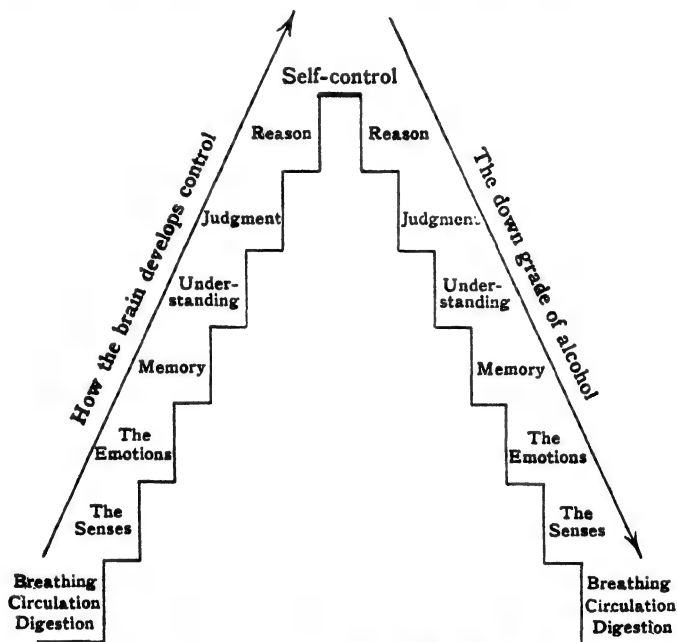 Self-control
Reason
Judgment
Under-
standing
Memory
The
Emotions
The
Senses
Breathing
Circulation
Digestion
How the brain develops control
Reason
Judgment
Under-
standing
Memory
The
Emotions
The
Senses
Breathing
Circulation
Digestion
The down grade of alcohol